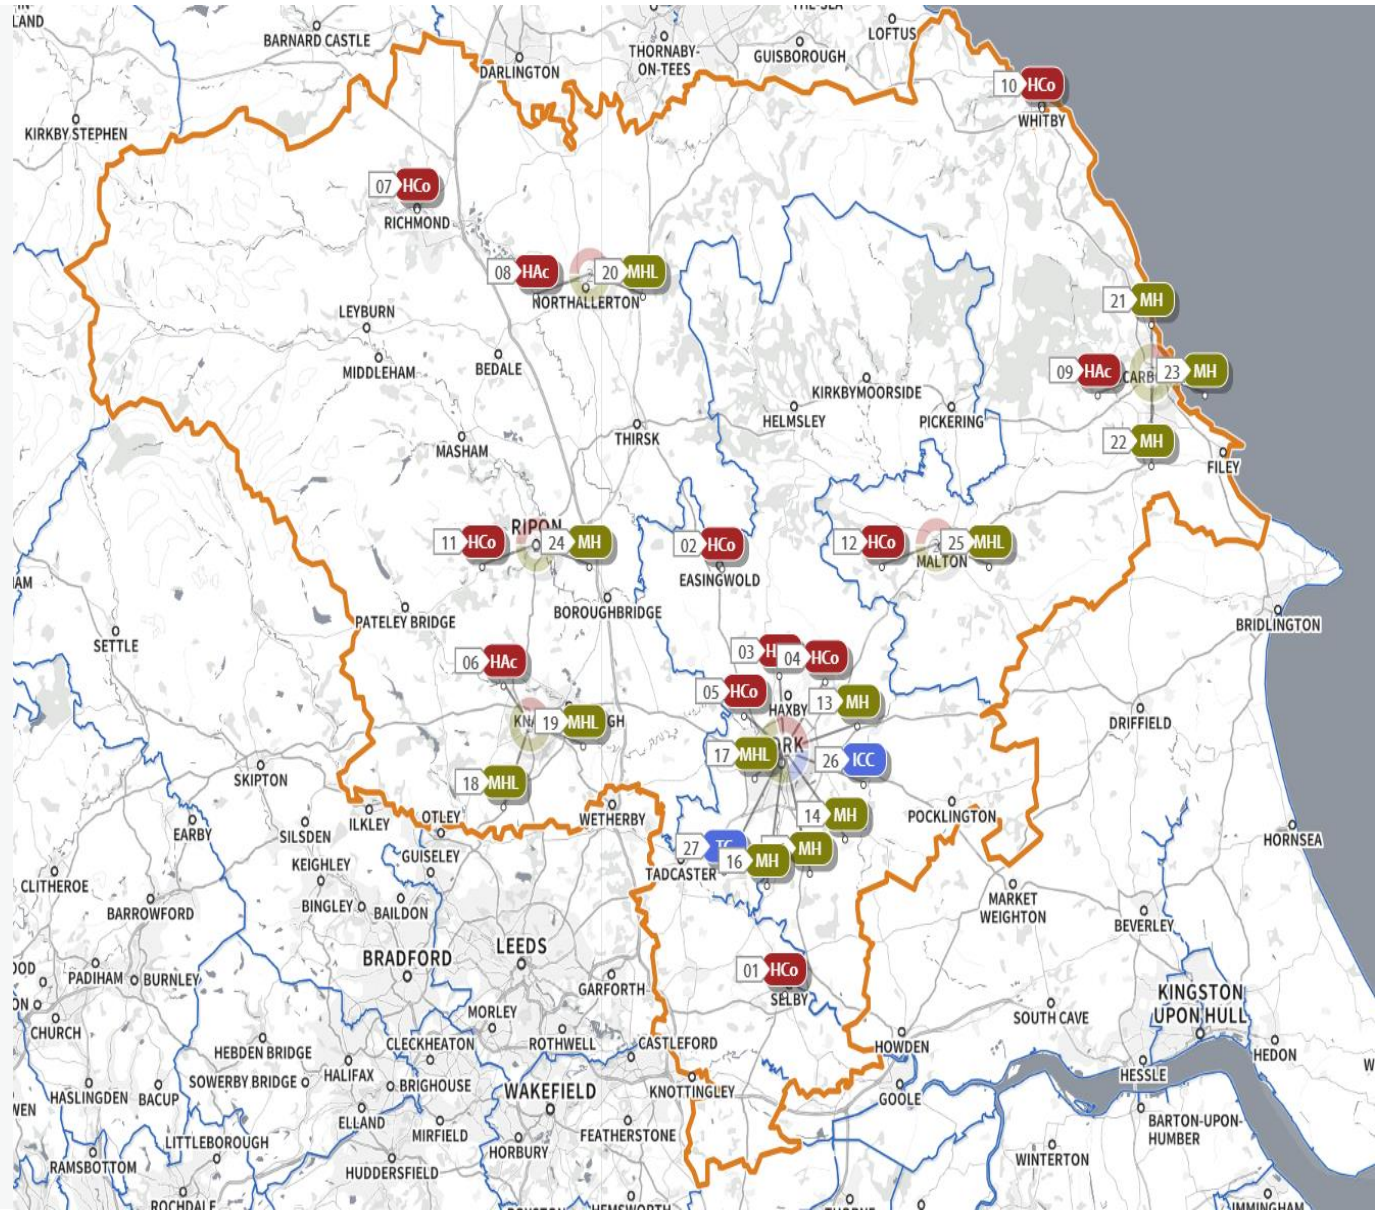 LAND
BARNARD CASTLE
DARLINGTON
THORNABY-
ON-TEES
GUISBOROUGH
LOFTUS
KIRKBY STEPHEN
10 HCo
WHITBY
07 HCo
RICHMOND
08 HAc
20 MHL
NORTHALLERTON
21 MH
LEYBURN
MIDDLEHAM
BEDALE
09 HAc
23 MH
KIRKBYMOORSIDE
HELMSLEY
PICKERING
THIRSK
MASHAM
22 MH
FILEY
RIPON
11 HCo
24 MH
02 HCo
EASINGWOLD
12 HCo
25 MHL
MALTON
BOROUGHBRIDGE
PATELEY BRIDGE
BRIDLINGTON
SETTLE
06 HAc
03
04 HCo
05 HCo
HAXBY
13 MH
19 MHL
DRIFFIELD
17 MHL
26 ICC
SKIPTON
18 MHL
WETHERBY
14 MH
POCKLINGTON
EARBY
SILSDEN
ILKLEY
OTLEY
GUISELEY
HORNSEA
KEIGHLEY
27
16 MH
MH
TADCASTER
CLITHEROE
BARROWFORD
BINGLEY
BAILDON
MARKET
WEIGHTON
BEVERLEY
BRADFORD
LEEDS
PADIHAM
BURNLEY
GARFORTH
01 HCo
SELBY
KINGSTON
UPON HULL
CHURCH
MORLEY
SOUTH CAVE
HEBDEN BRIDGE
CLECKHEATON
ROTHWELL
CASTLEFORD
HOWDEN
HEDON
SOWERBY BRIDGE
HALIFAX
BRIGHOUSE
WAKEFIELD
KNOTTINGLEY
HESSLE
HASLINGDEN
BACUP
GOOLE
ELLAND
MIRFIELD
FEATHERSTONE
BARTON-UPON-
HUMBER
LITTLEBOROUGH
HORBURY
RAMSBOTTOM
HUDDERSFIELD
WINTERTON
ROCHDALE
HEMSWORTH
IMMINGHAM